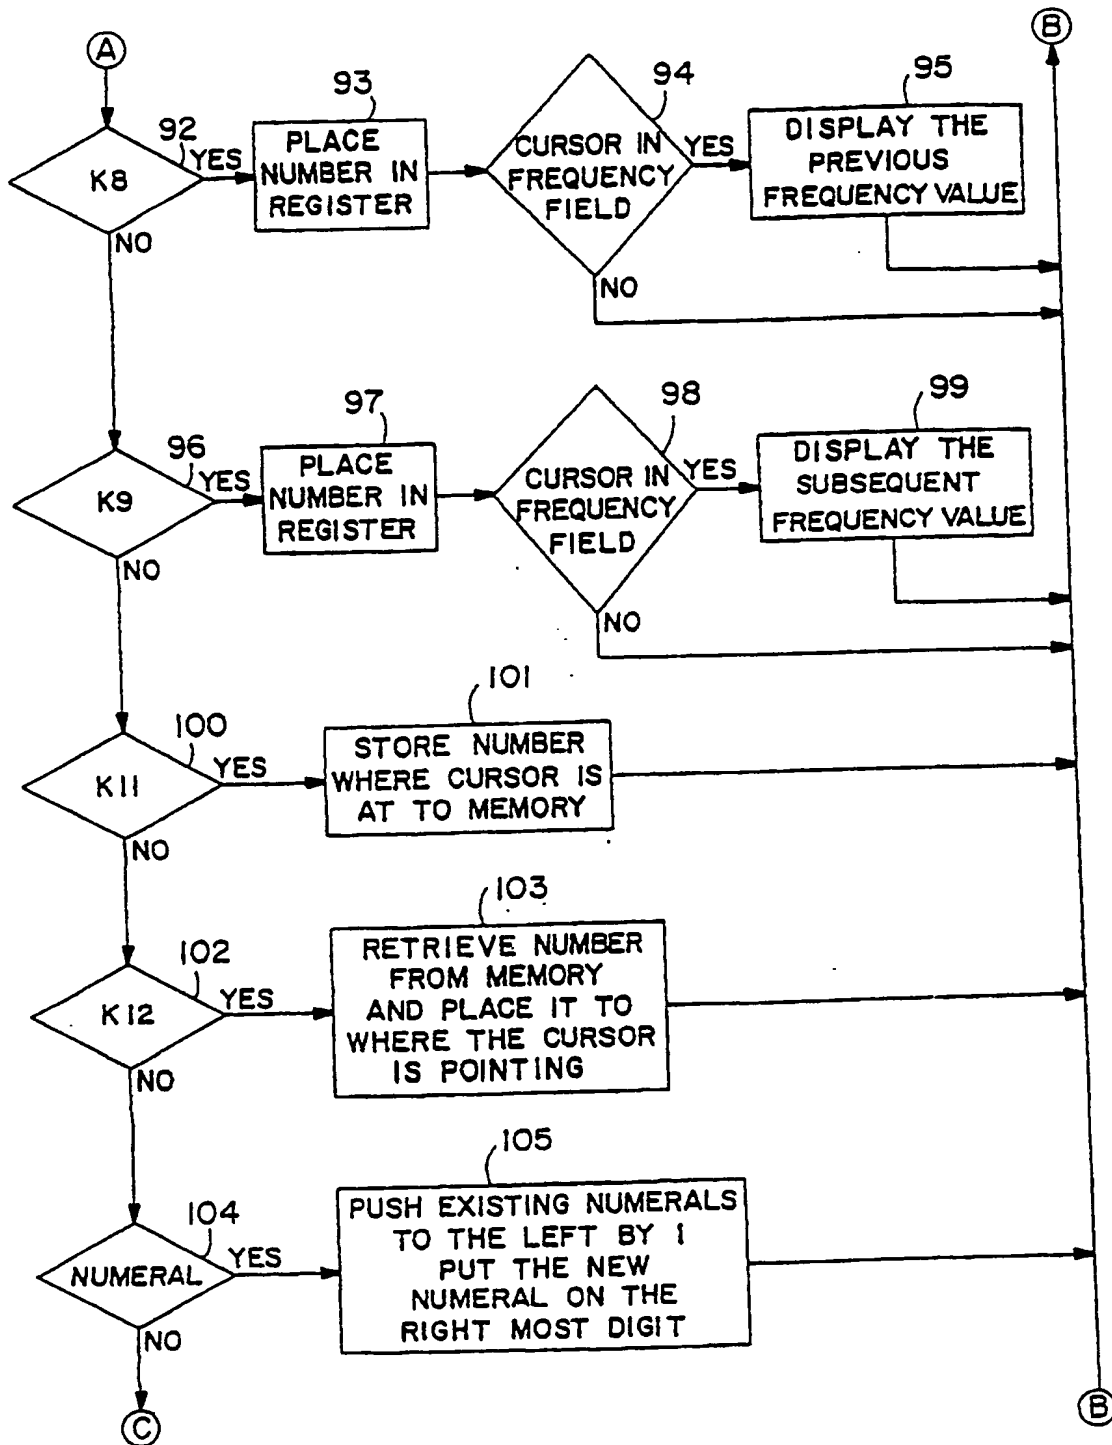 A
B
92
K8
YES
NO
93
PLACE
NUMBER IN
REGISTER
94
CURSOR IN
FREQUENCY
FIELD
YES
NO
95
DISPLAY THE
PREVIOUS
FREQUENCY VALUE
96
K9
YES
NO
97
PLACE
NUMBER IN
REGISTER
98
CURSOR IN
FREQUENCY
FIELD
YES
NO
99
DISPLAY THE
SUBSEQUENT
FREQUENCY VALUE
100
K11
YES
NO
101
STORE NUMBER
WHERE CURSOR IS
AT TO MEMORY
102
K12
YES
NO
103
RETRIEVE NUMBER
FROM MEMORY
AND PLACE IT TO
WHERE THE CURSOR
IS POINTING
104
NUMERAL
YES
NO
105
PUSH EXISTING NUMERALS
TO THE LEFT BY 1
PUT THE NEW
NUMERAL ON THE
RIGHT MOST DIGIT
C
B